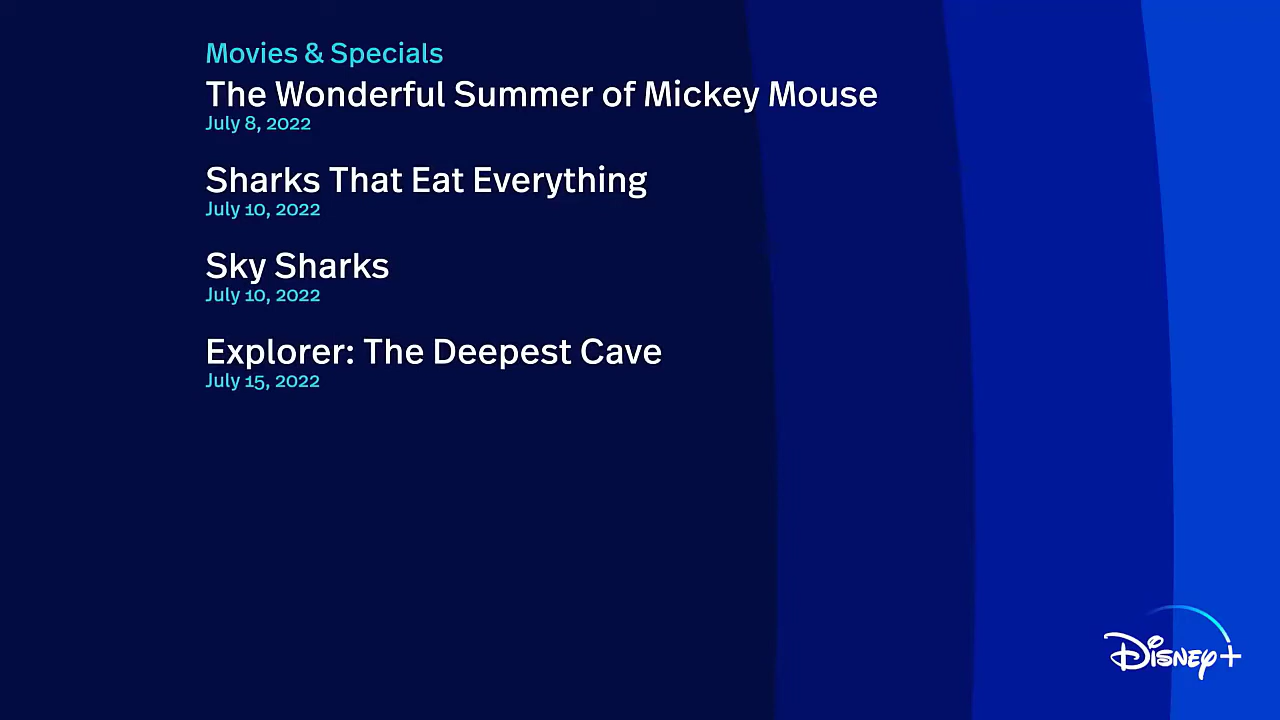 Movies & Specials
The Wonderful Summer of Mickey Mouse
July 8, 2022
Sharks That Eat Everything
July 10, 2022
Sky Sharks
July 10, 2022
Explorer: The Deepest Cave
July 15, 2022
Disney+